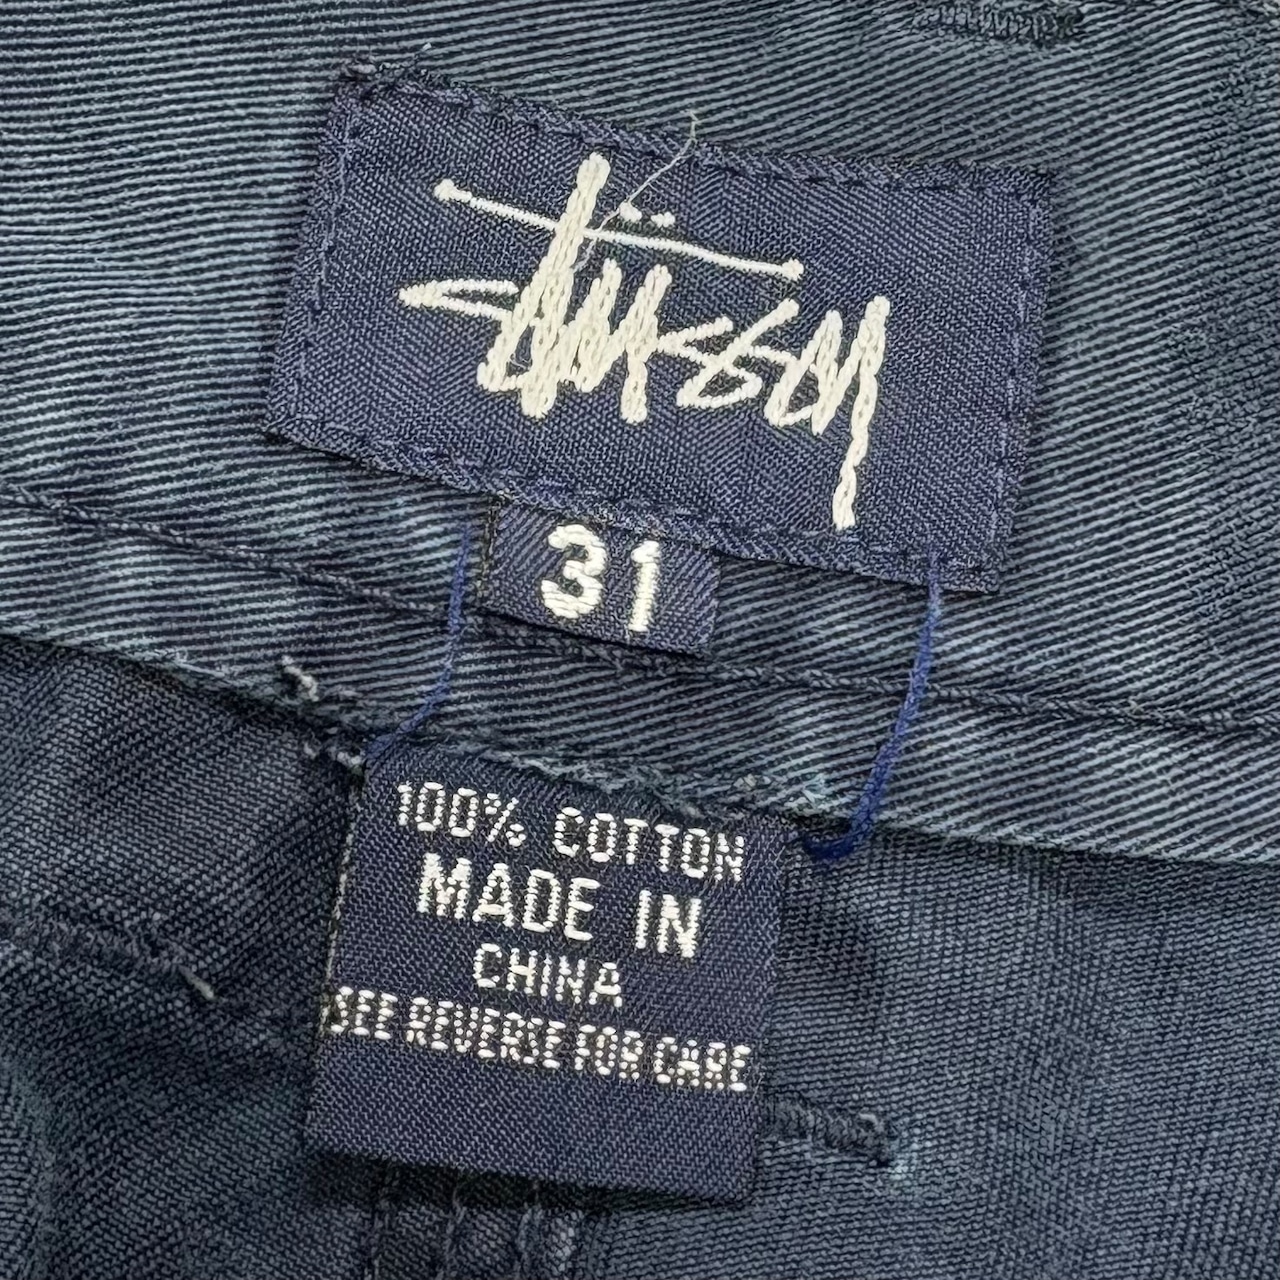 Stüssy
31
100% COTTON
MADE IN
CHINA
SEE REVERSE FOR CARE